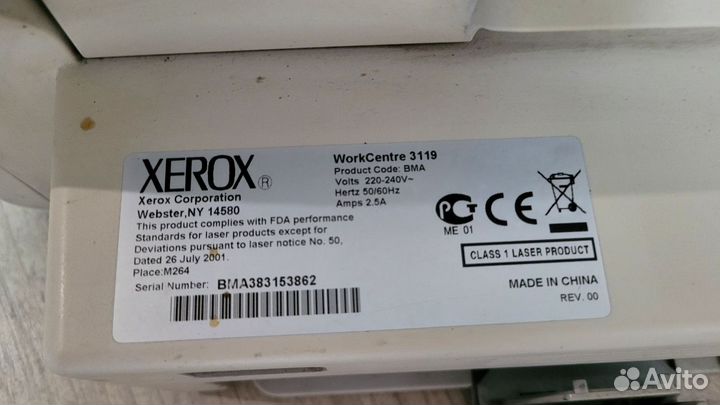 XEROX®
Xerox Corporation
Webster,NY 14580
This product complies with FDA performance
Standards for laser products except for
Deviations pursuant to laser notice No. 50,
Dated 26 July 2001.
Place:M264
Serial Number: BMA383153862
WorkCentre 3119
Product Code: BMA
Volts 220-240V~
Hertz 50/60Hz
Amps 2.5A
ME 01
CE
CLASS 1 LASER PRODUCT
MADE IN CHINA
REV. 00
Avito